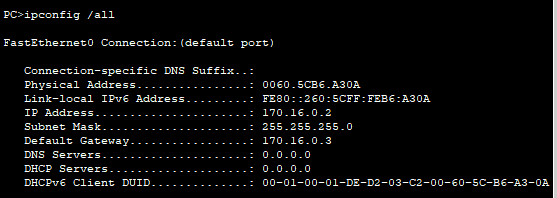 PC>ipconfig /all
FastEthernet0 Connection:(default port)
Connection-specific DNS Suffix..:
Physical Address................: 0060.5CB6.A30A
Link-local IPv6 Address.........: FE80::260:5CFF:FEB6:A30A
IP Address......................: 170.16.0.2
Subnet Mask.....................: 255.255.255.0
Default Gateway.................: 170.16.0.3
DNS Servers.....................: 0.0.0.0
DHCP Servers....................: 0.0.0.0
DHCPv6 Client DUID..............: 00-01-00-01-DE-D2-03-C2-00-60-5C-B6-A3-0A